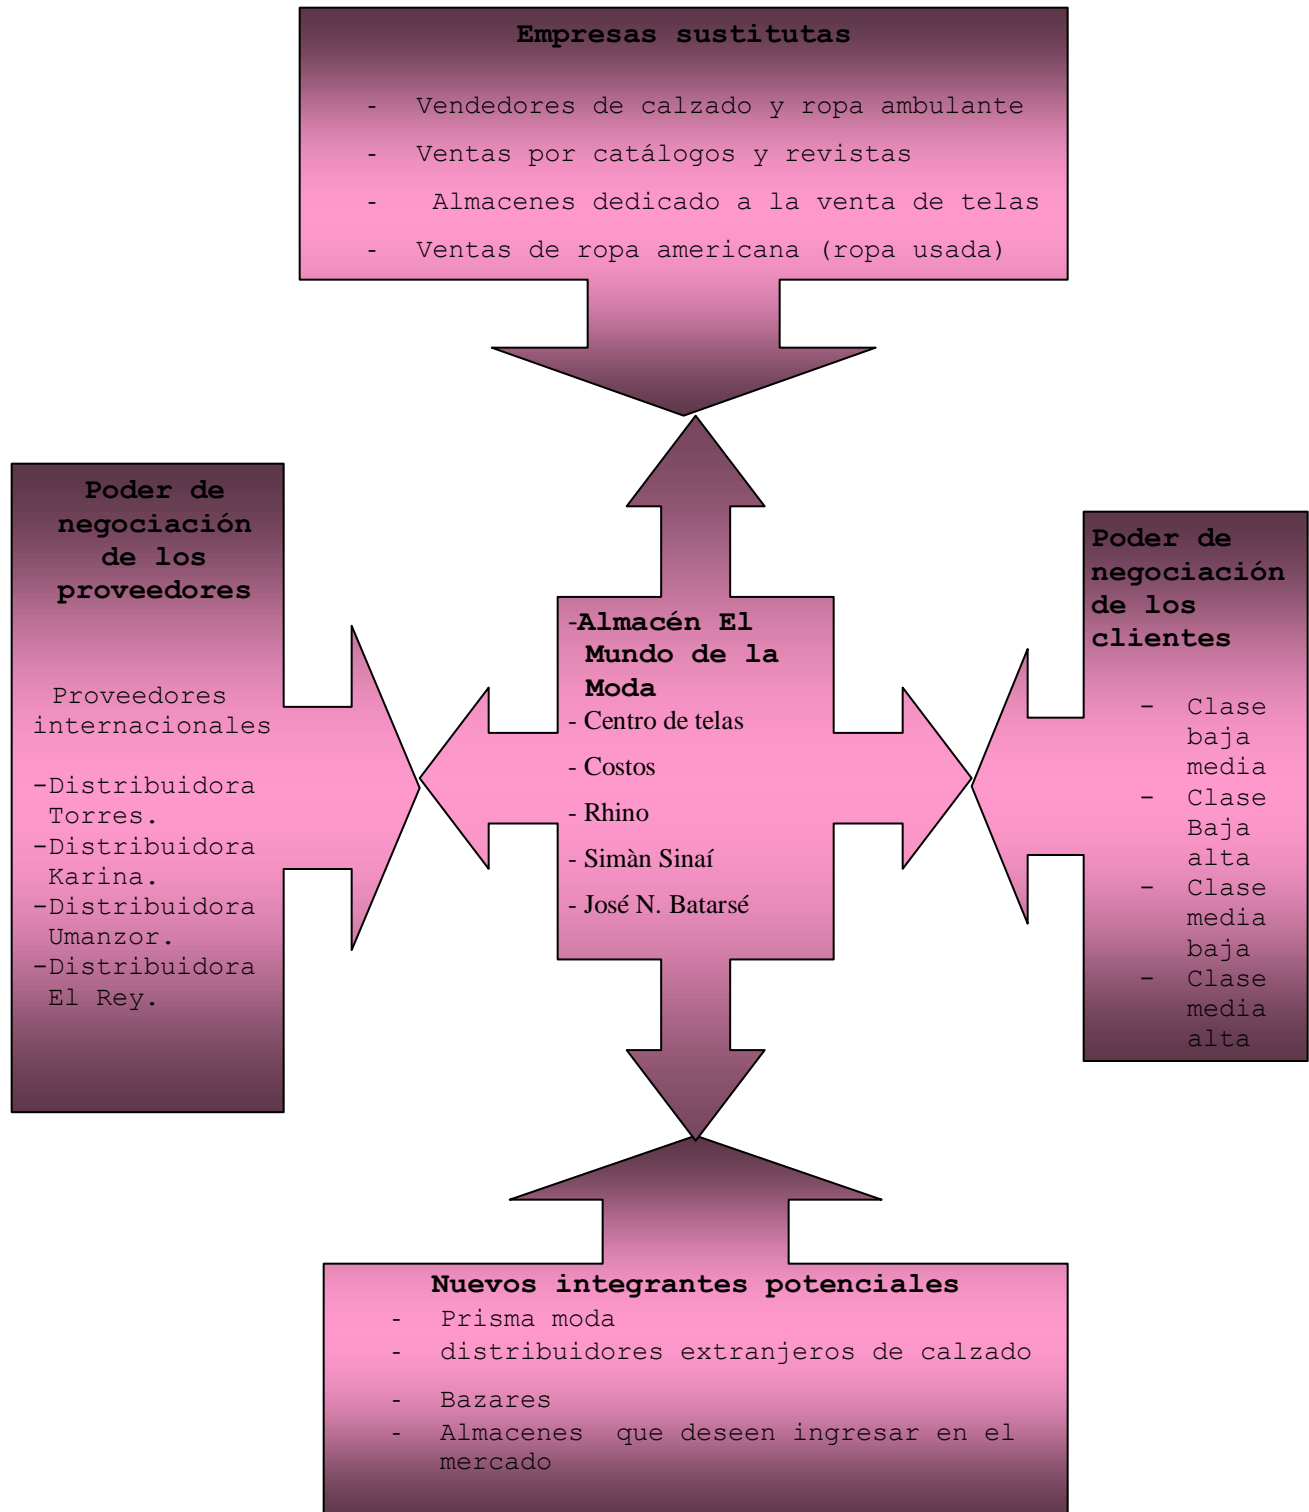 Empresas sustitutas
- Vendedores de calzado y ropa ambulante
- Ventas por catálogos y revistas
- Almacenes dedicado a la venta de telas
- Ventas de ropa americana (ropa usada)
Poder de
negociación
de los
proveedores
Proveedores
internacionales
-Distribuidora
Torres.
-Distribuidora
Karina.
-Distribuidora
Umanzor.
-Distribuidora
El Rey.
-Almacén El
Mundo de la
Moda
- Centro de telas
- Costos
- Rhino
- Simàn Sinaí
- José N. Batarsé
Poder de
negociación
de los
clientes
- Clase
baja
media
- Clase
Baja
alta
- Clase
media
baja
- Clase
media
alta
Nuevos integrantes potenciales
- Prisma moda
- distribuidores extranjeros de calzado
- Bazares
- Almacenes que deseen ingresar en el
mercado